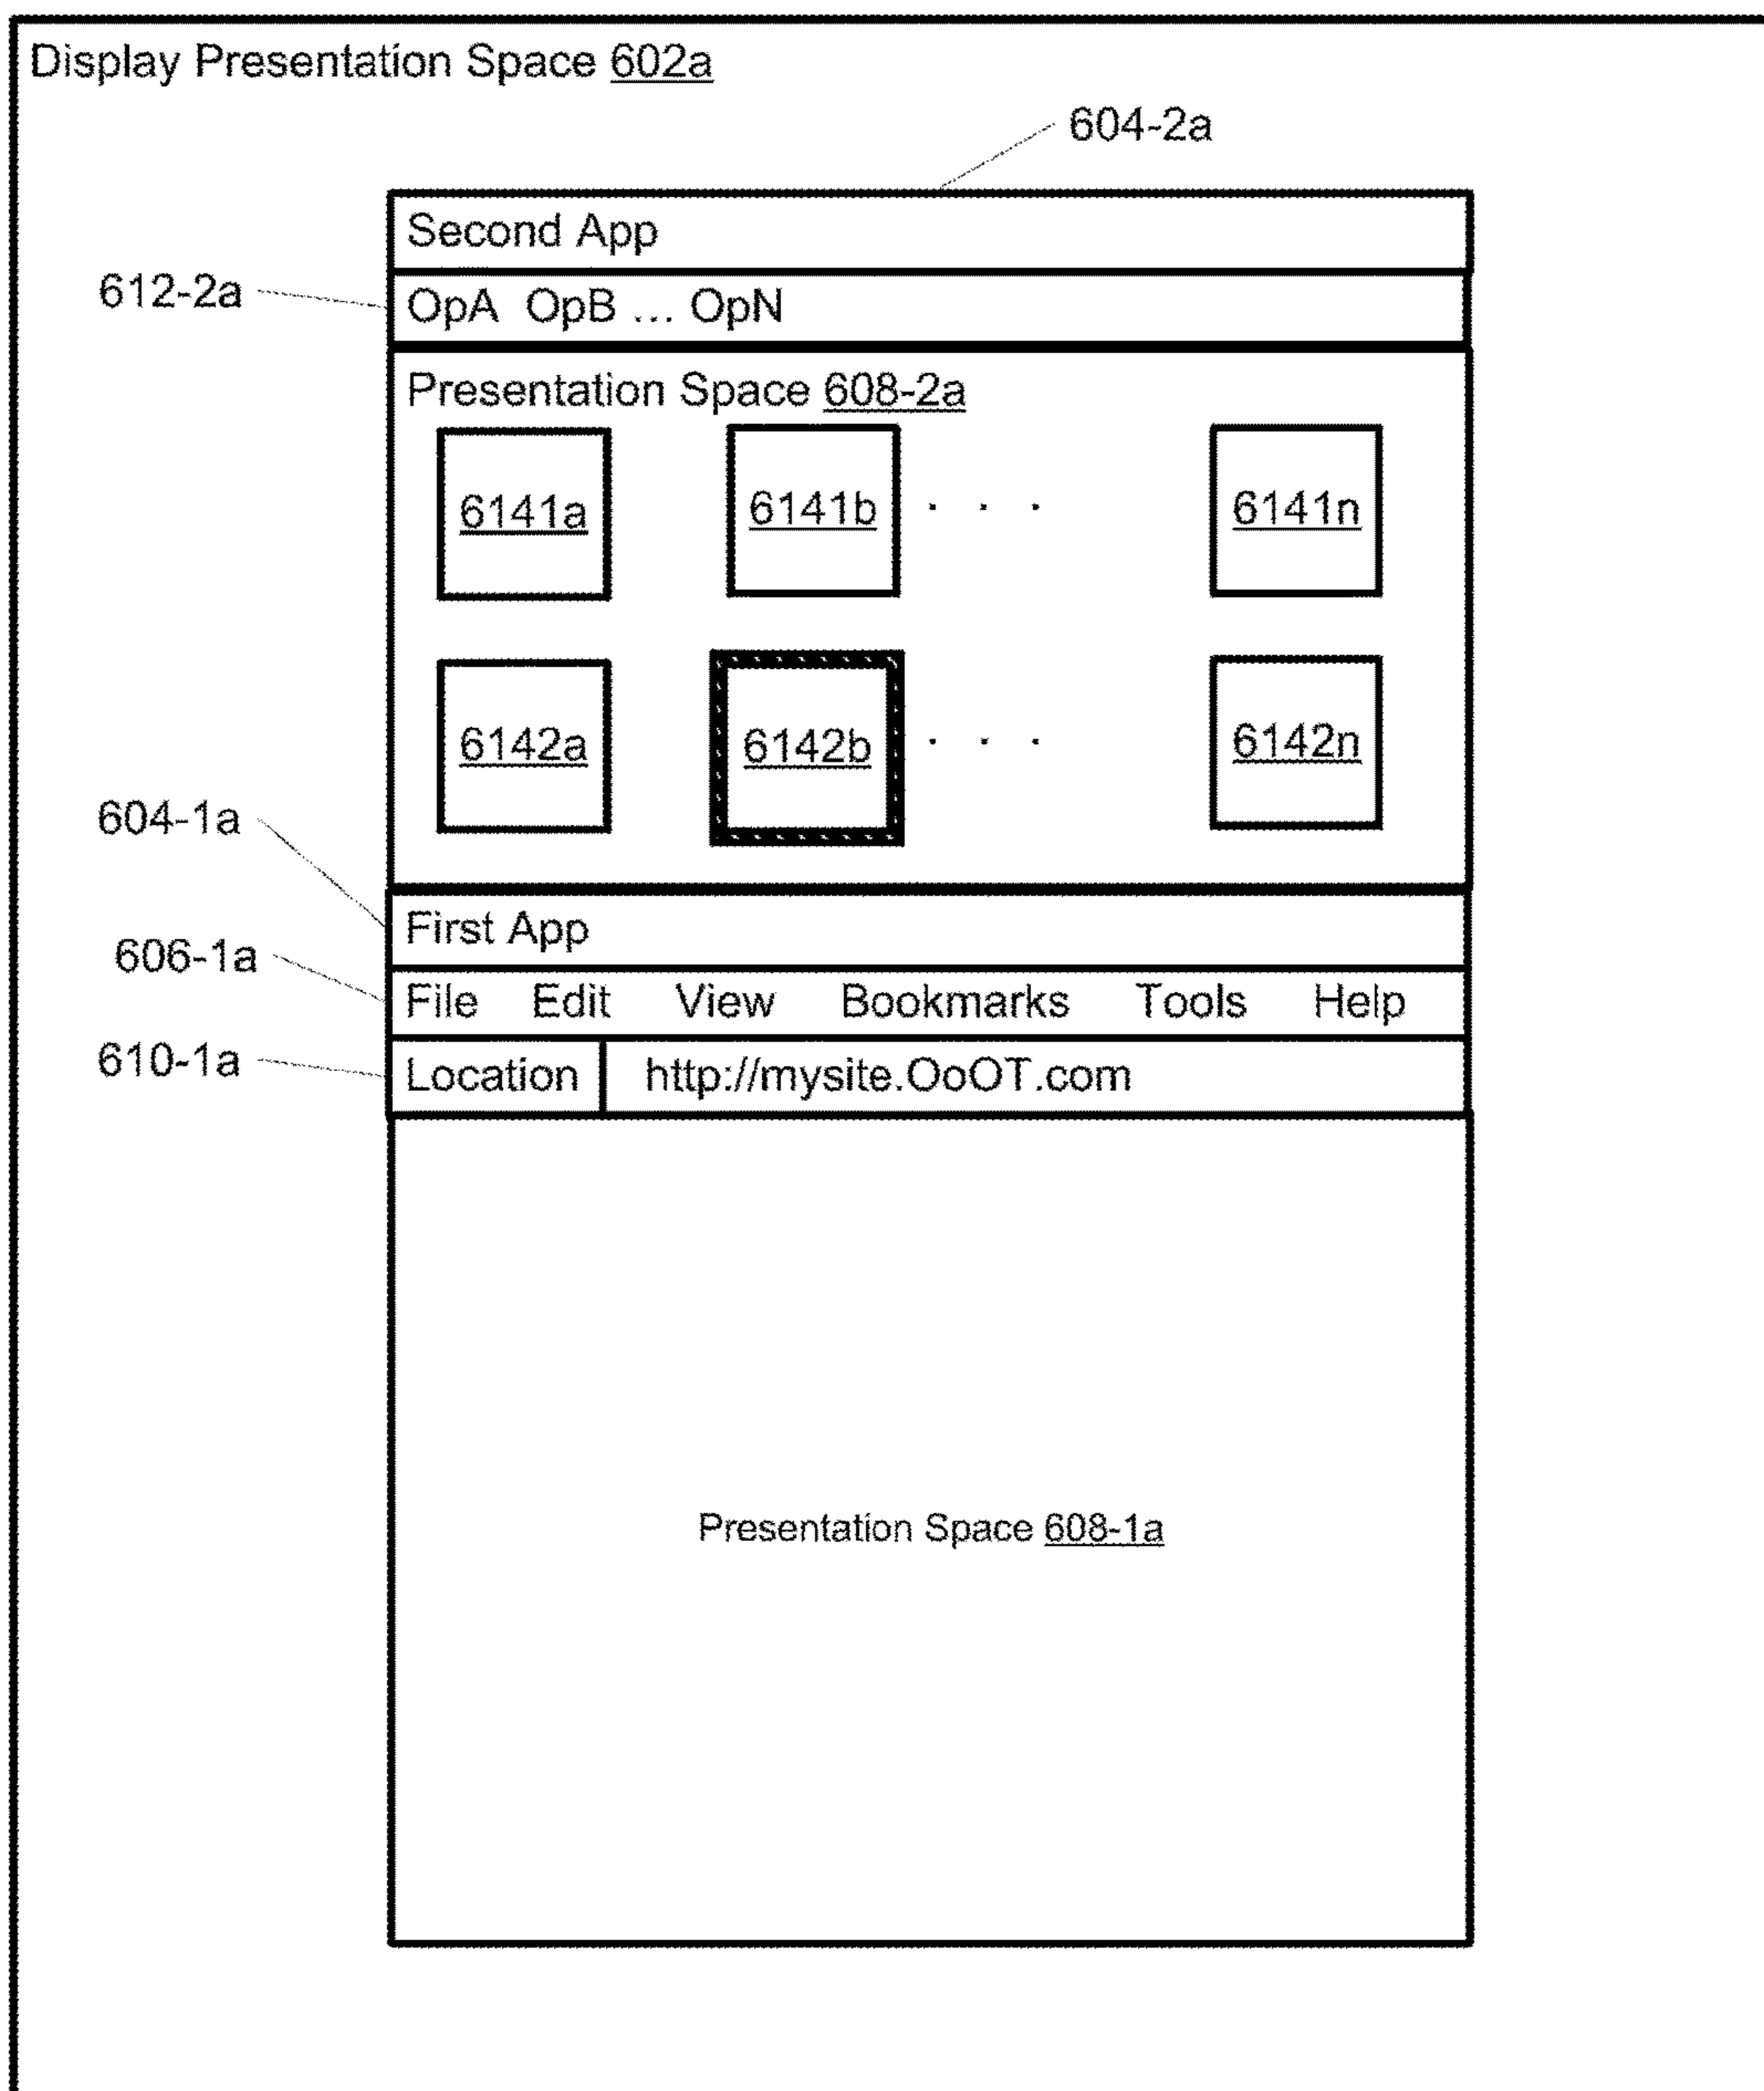 Display Presentation Space 602a
604-2a
Second App
612-2a
OpA OpB ... OpN
Presentation Space 608-2a
6141a 6141b . . . 6141n
6142a 6142b . . . 6142n
604-1a
First App
606-1a
File Edit View Bookmarks Tools Help
610-1a
Location http://mysite.OoOT.com
Presentation Space 608-1a